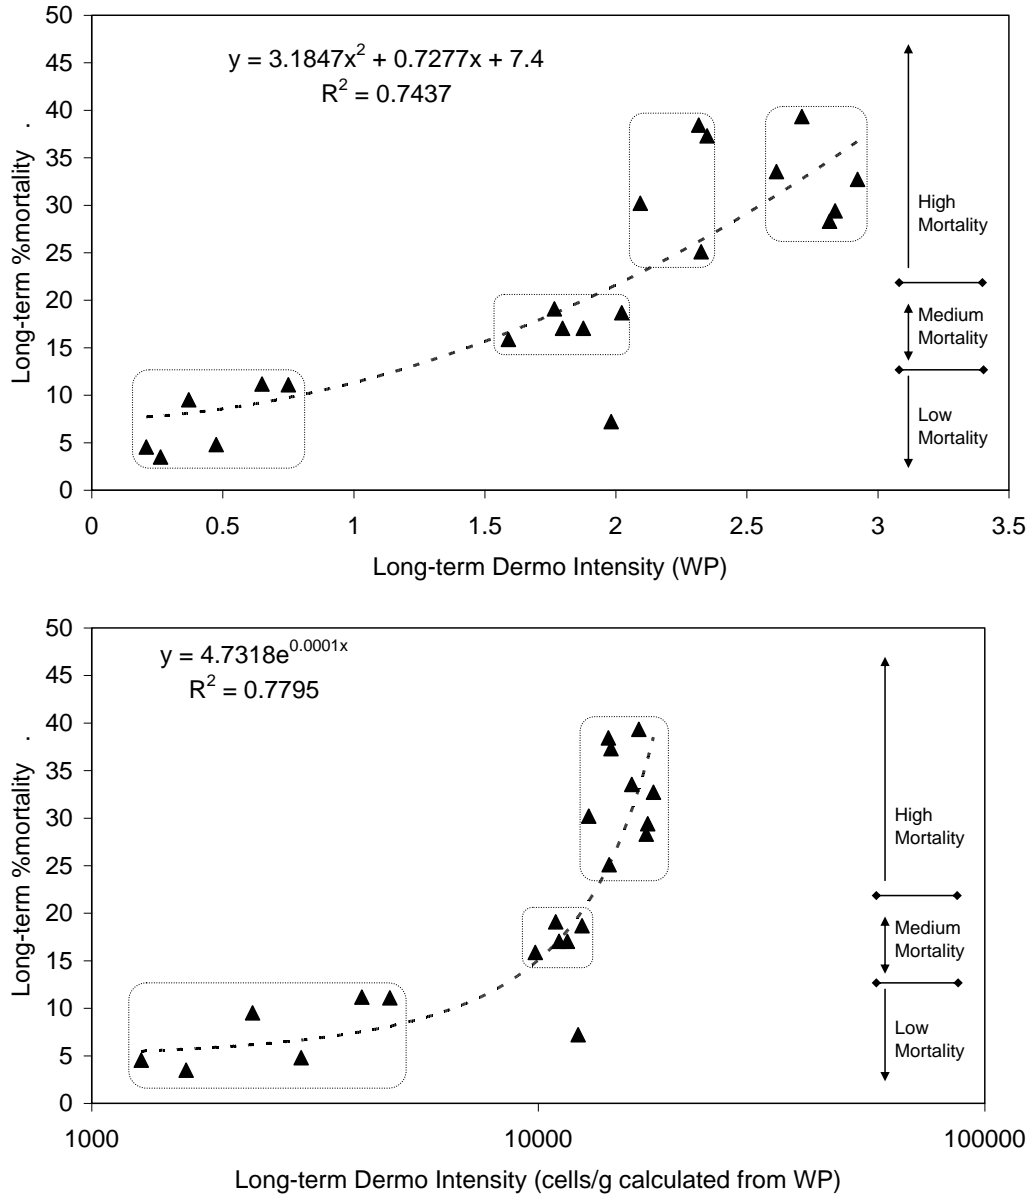 50
45
40
35
30
25
20
15
10
5
0
Long-term %mortality .
y = 3.1847x² + 0.7277x + 7.4
R² = 0.7437
High
Mortality
Medium
Mortality
Low
Mortality
0 0.5 1 1.5 2 2.5 3 3.5
Long-term Dermo Intensity (WP)
50
45
40
35
30
25
20
15
10
5
0
Long-term %mortality .
y = 4.7318e^0.0001x
R² = 0.7795
High
Mortality
Medium
Mortality
Low
Mortality
1000 10000 100000
Long-term Dermo Intensity (cells/g calculated from WP)